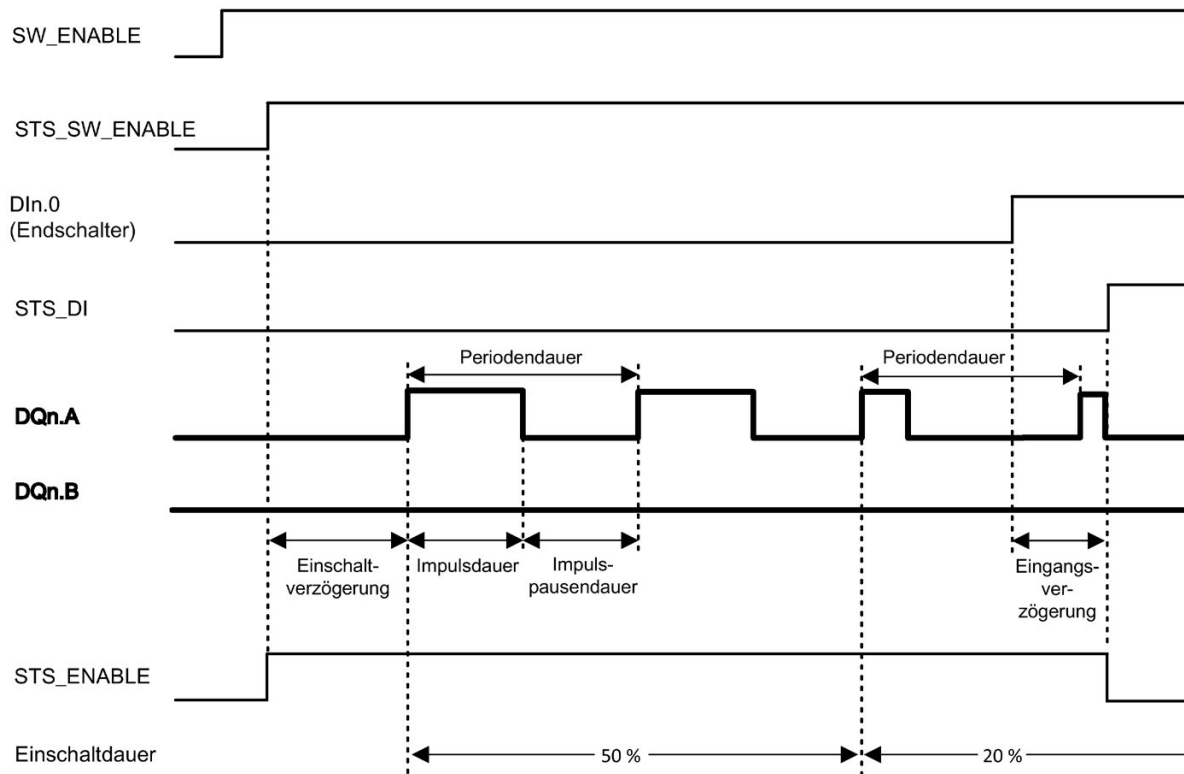 SW_ENABLE
STS_SW_ENABLE
DIn.0
(Endschalter)
STS_DI
Periodendauer
Periodendauer
DQn.A
DQn.B
Einschalt-
verzögerung
Impulsdauer
Impuls-
pausendauer
Eingangs-
ver-
zögerung
STS_ENABLE
Einschaltdauer
50 %
20 %